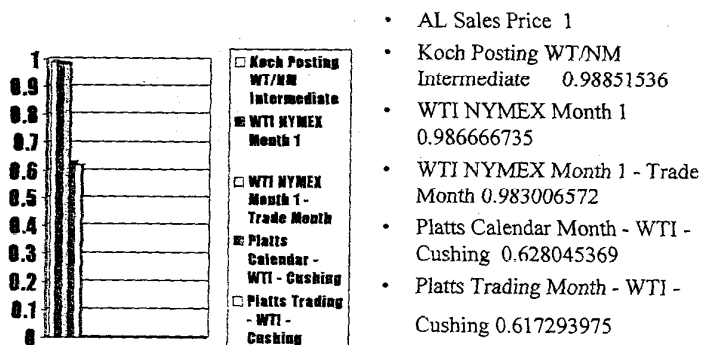 1
0.9
0.8
0.7
0.6
0.5
0.4
0.3
0.2
0.1
0
Koch Posting
WT/NM
Intermediate
WTI NYMEX
Month 1
WTI NYMEX
Month 1 -
Trade Month
Platts
Calendar -
WTI - Cushing
Platts Trading
- WTI -
Cushing
• AL Sales Price 1
• Koch Posting WT/NM
Intermediate 0.98851536
• WTI NYMEX Month 1
0.986666735
• WTI NYMEX Month 1 - Trade
Month 0.983006572
• Platts Calendar Month - WTI -
Cushing 0.628045369
• Platts Trading Month - WTI -
Cushing 0.617293975